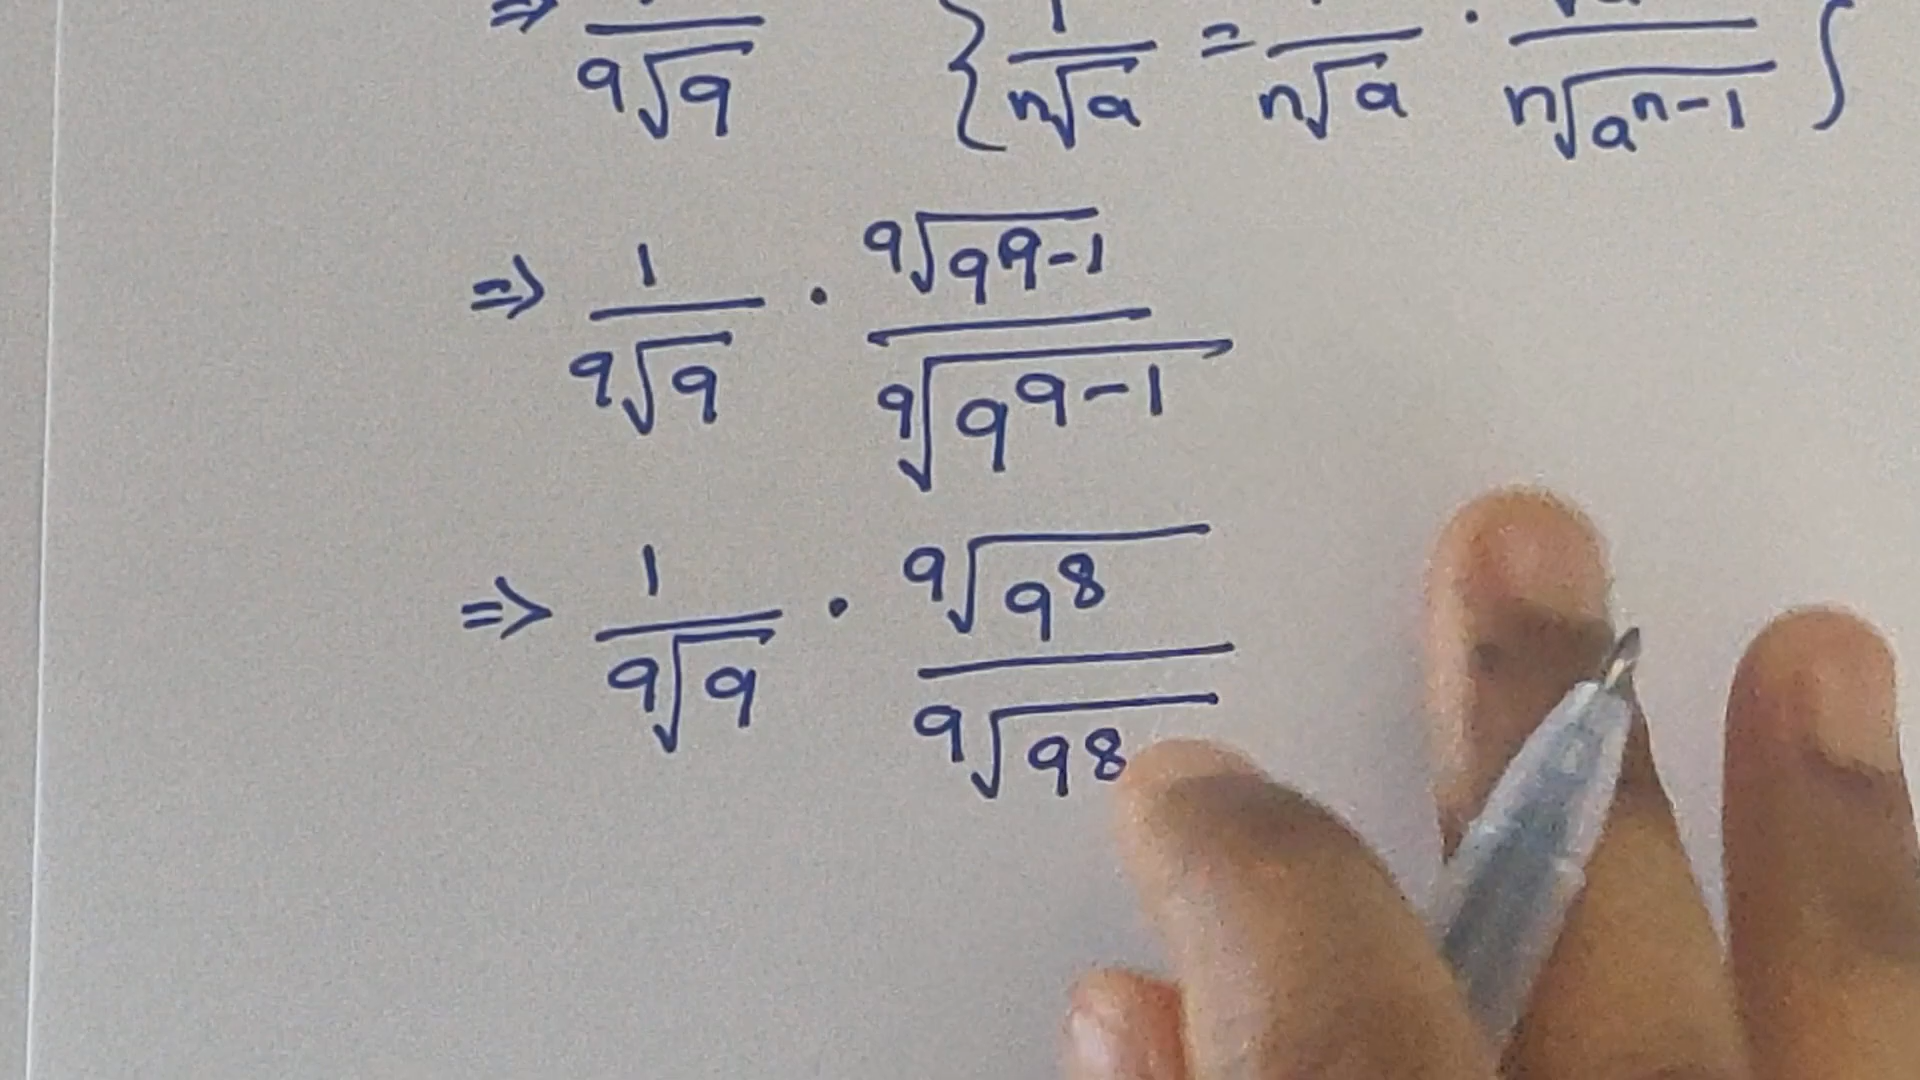 ⇒ 1/⁹√9 { 1/ⁿ√a = 1/ⁿ√a · ⁿ√aⁿ⁻¹/ⁿ√aⁿ⁻¹ }
⇒ 1/⁹√9 · ⁹√9⁹⁻¹/⁹√9⁹⁻¹
⇒ 1/⁹√9 · ⁹√9⁸/⁹√9⁸